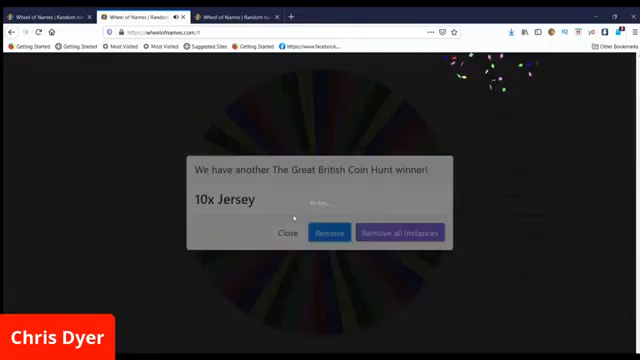 Wheel of Names | Random n
Wheel of Names | Random
Wheel of Names | Random na
https://wheelofnames.com/#
Getting Started
Getting Started
Most Visited
Most Visited
Suggested Sites
Getting Started
https://www.facebook...
Other Bookmarks
We have another The Great British Coin Hunt winner!
10x Jersey
Close
Remove
Remove all instances
Chris Dyer